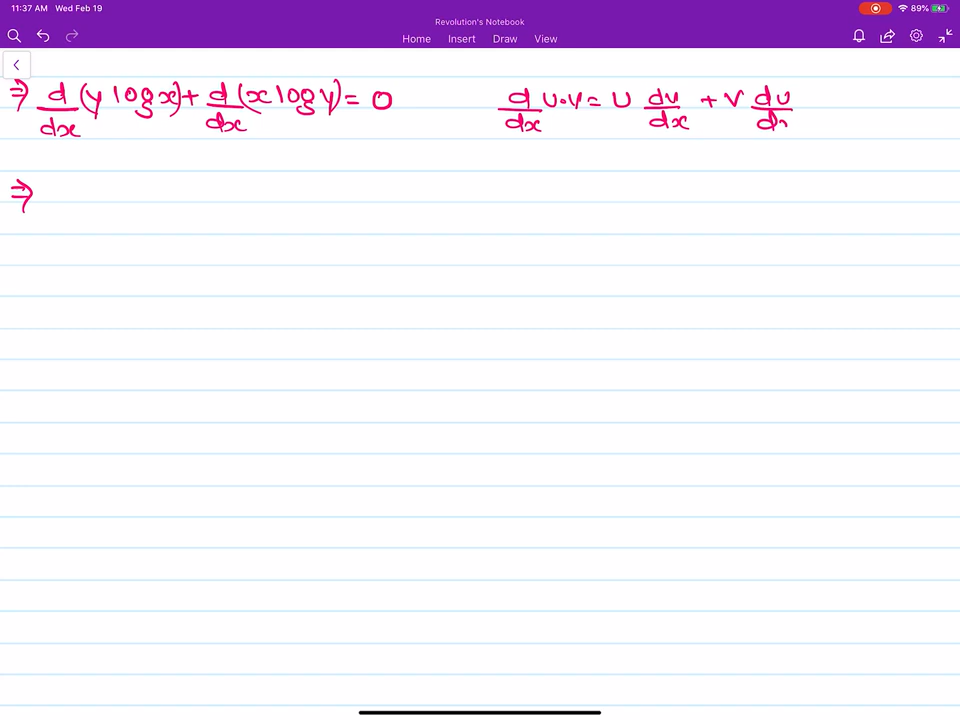 11:37 AM Wed Feb 19
89%
Revolution's Notebook
Home Insert Draw View
⇒ d/dx (y log x) + d/dx (x log y) = 0
d/dx u·v = u dv/dx + v du/dx
⇒